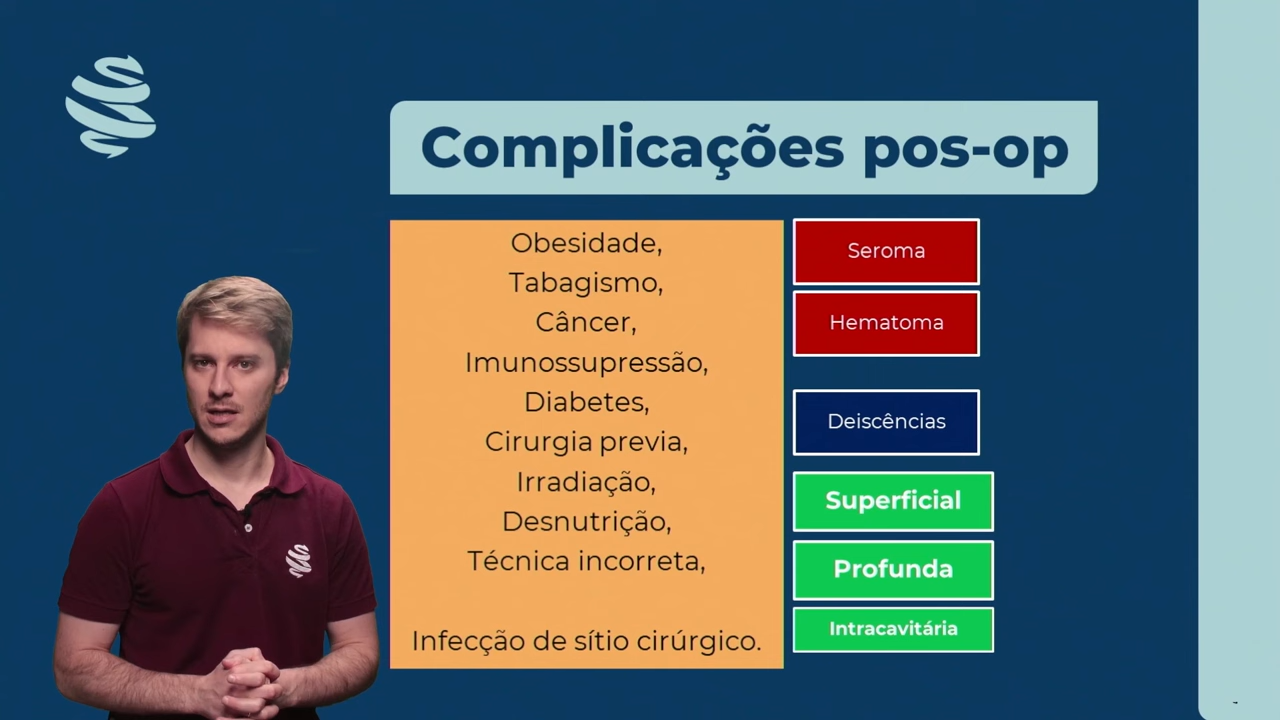 Complicações pos-op
Obesidade,
Tabagismo,
Câncer,
Imunossupressão,
Diabetes,
Cirurgia previa,
Irradiação,
Desnutrição,
Técnica incorreta,
Infecção de sítio cirúrgico.
Seroma
Hematoma
Deiscências
Superficial
Profunda
Intracavitária